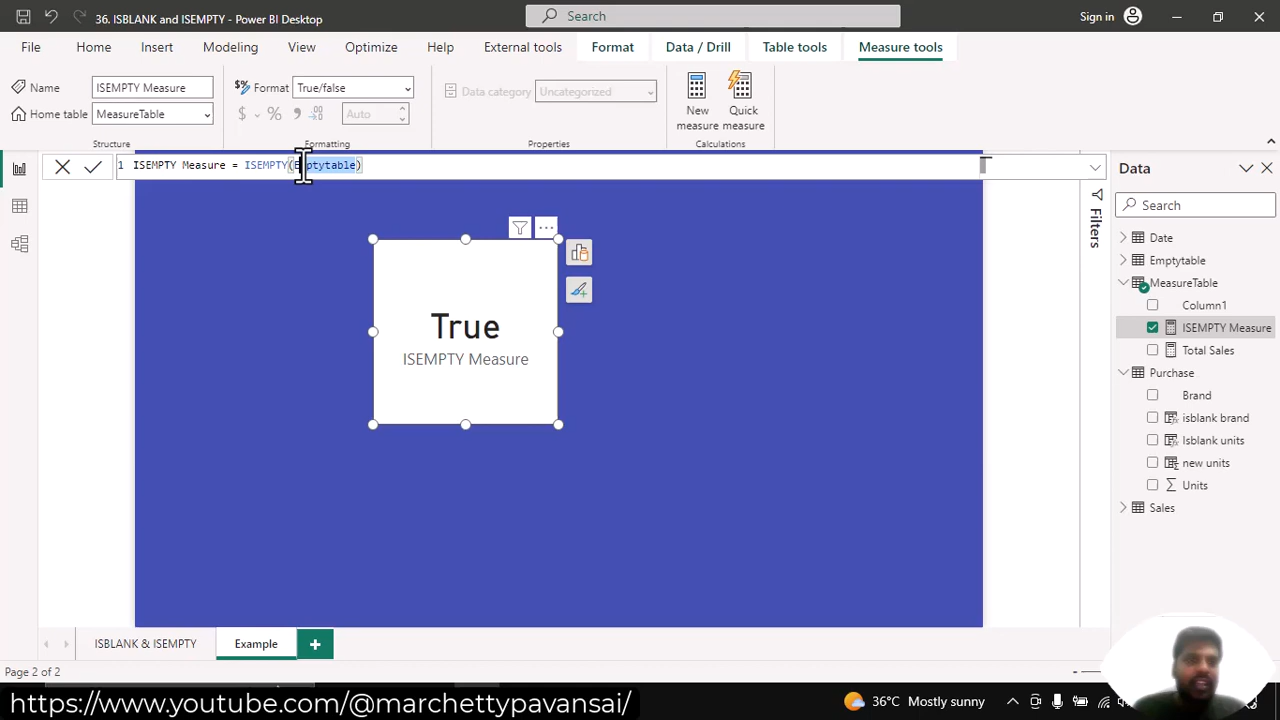 36. ISBLANK and ISEMPTY - Power BI Desktop
Search
Sign in
File Home Insert Modeling View Optimize Help External tools Format Data / Drill Table tools Measure tools
Name ISEMPTY Measure
Home table MeasureTable
Structure
Format True/false
$ % 9 Auto
Formatting
Data category Uncategorized
Properties
New measure
Quick measure
Calculations
1 ISEMPTY Measure = ISEMPTY(Emptytable)
True
ISEMPTY Measure
Filters
Data
Search
Date
Emptytable
MeasureTable
Column1
ISEMPTY Measure
Total Sales
Purchase
Brand
isblank brand
Isblank units
new units
Units
Sales
ISBLANK & ISEMPTY Example
Page 2 of 2
https://www.youtube.com/@marchettypavansai/
36°C Mostly sunny